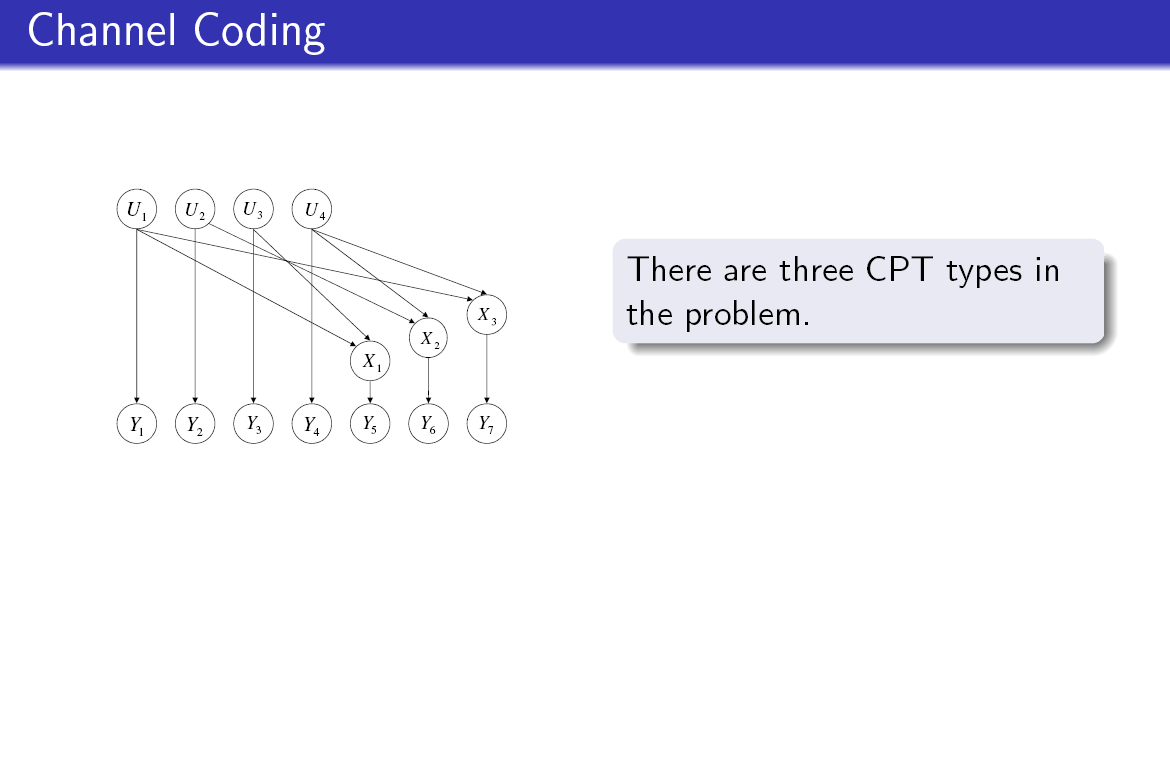 Channel Coding
U1 U2 U3 U4
X3
X2
X1
Y1 Y2 Y3 Y4 Y5 Y6 Y7
There are three CPT types in
the problem.